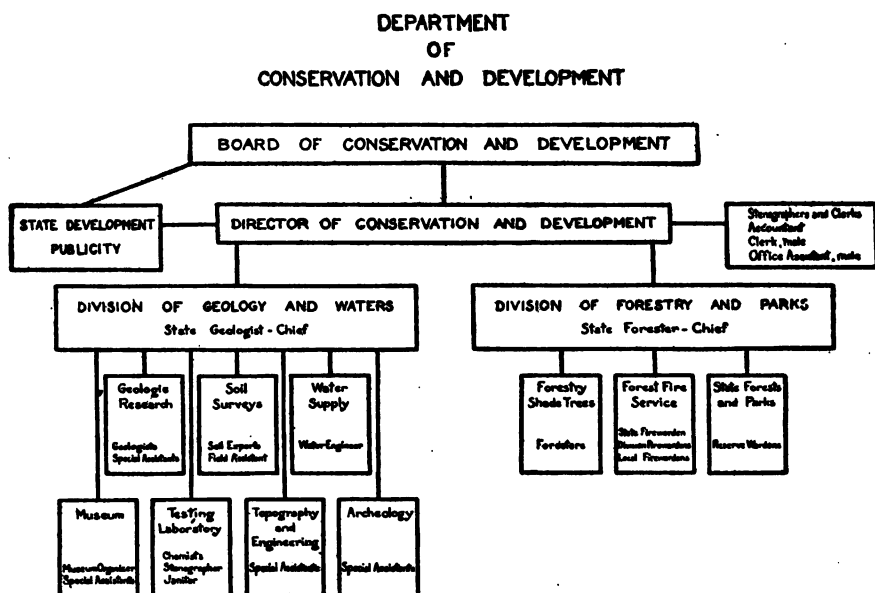 DEPARTMENT
OF
CONSERVATION AND DEVELOPMENT
BOARD OF CONSERVATION AND DEVELOPMENT
STATE DEVELOPMENT
PUBLICITY
DIRECTOR OF CONSERVATION AND DEVELOPMENT
Stenographers and Clerks
Accountant
Clerk, male
Office Assistant, male
DIVISION OF GEOLOGY AND WATERS
State Geologist - Chief
DIVISION OF FORESTRY AND PARKS
State Forester - Chief
Geologic
Research
Geologists
Special Assistants
Soil
Surveys
Soil Experts
Field Assistant
Water
Supply
Water Engineer
Forestry
Shade Trees
Foresters
Forest Fire
Service
State Firewarden
Division Firewardens
Local Firewardens
State Forests
and Parks
Reserve Wardens
Museum
Museum Organizer
Special Assistants
Testing
Laboratory
Chemists
Stenographer
Janitor
Topography
and
Engineering
Special Assistants
Archeology
Special Assistants